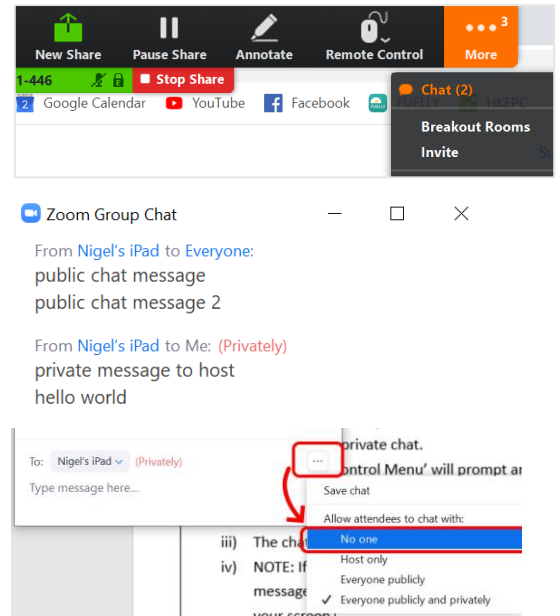 3
New Share Pause Share Annotate Remote Control More
1-446 Stop Share
Chat (2)
2 Google Calendar YouTube f Facebook FUELLY HKEPC
Breakout Rooms
Invite
Zoom Group Chat
From Nigel's iPad to Everyone:
public chat message
public chat message 2
From Nigel's iPad to Me: (Privately)
private message to host
hello world
private chat.
To: Nigel's iPad (Privately)
ontrol Menu' will prompt
Type message here...
Save chat
Allow attendees to chat with:
iii) The cha No one
iv) NOTE: If Host only
message Everyone publicly
✓ Everyone publicly and privately
your screen